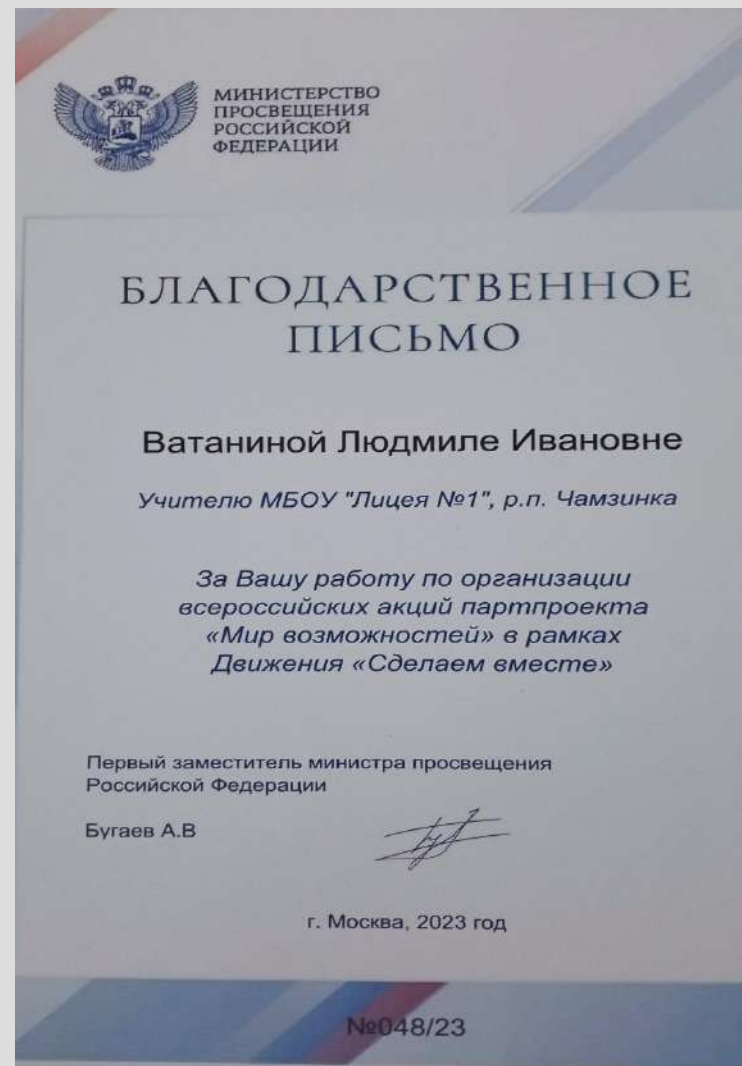 МИНИСТЕРСТВО
ПРОСВЕЩЕНИЯ
РОССИЙСКОЙ
ФЕДЕРАЦИИ
БЛАГОДАРСТВЕННОЕ
ПИСЬМО
Ватаниной Людмиле Ивановне
Учителю МБОУ "Лицея №1", р.п. Чамзинка
За Вашу работу по организации
всероссийских акций партпроекта
«Мир возможностей» в рамках
Движения «Сделаем вместе»
Первый заместитель министра просвещения
Российской Федерации
Бугаев А.В
г. Москва, 2023 год
№048/23